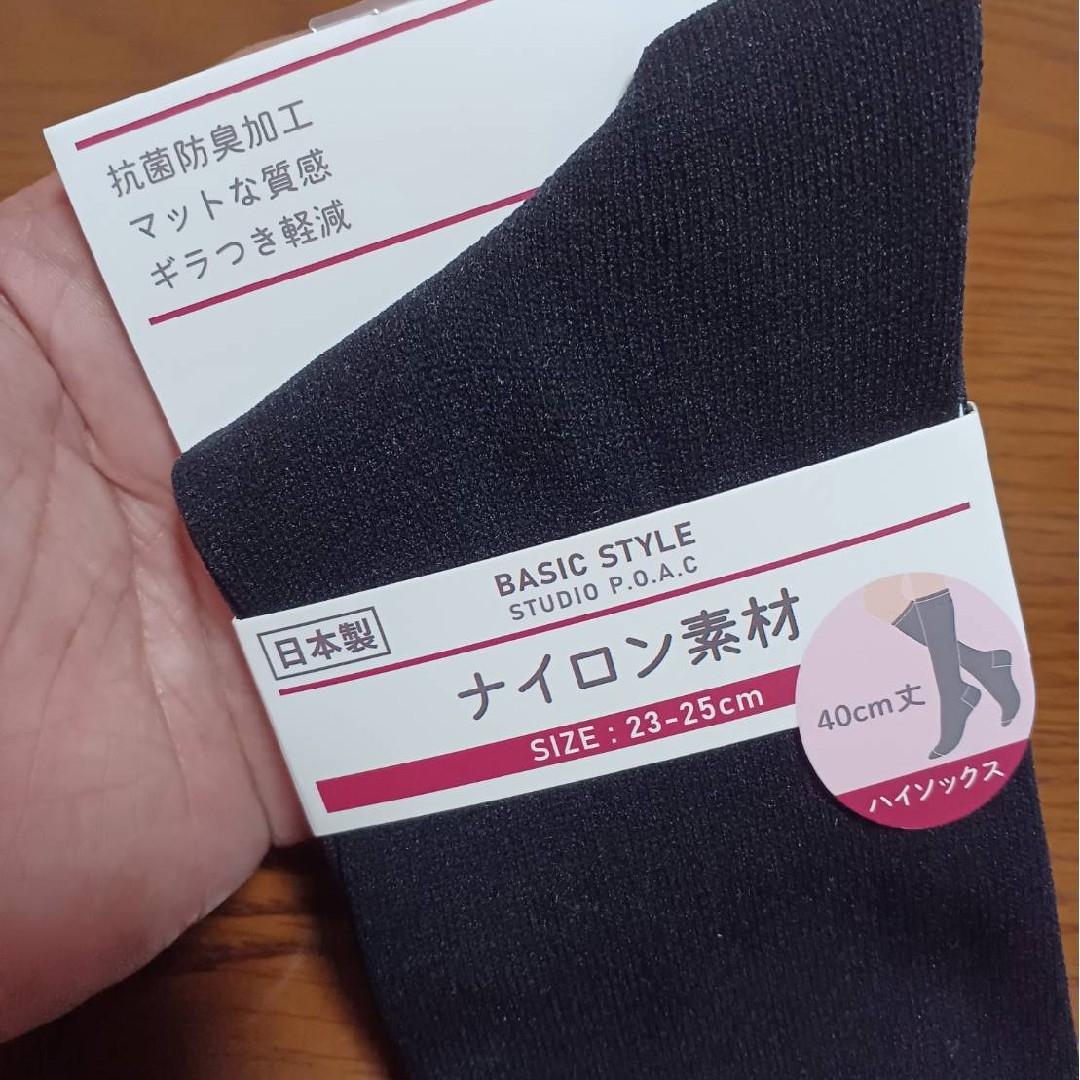 抗菌防臭加工
マットな質感
ギラつき軽減
BASIC STYLE
STUDIO P.O.A.C
日本製
ナイロン素材
SIZE : 23-25cm
40cm丈
ハイソックス